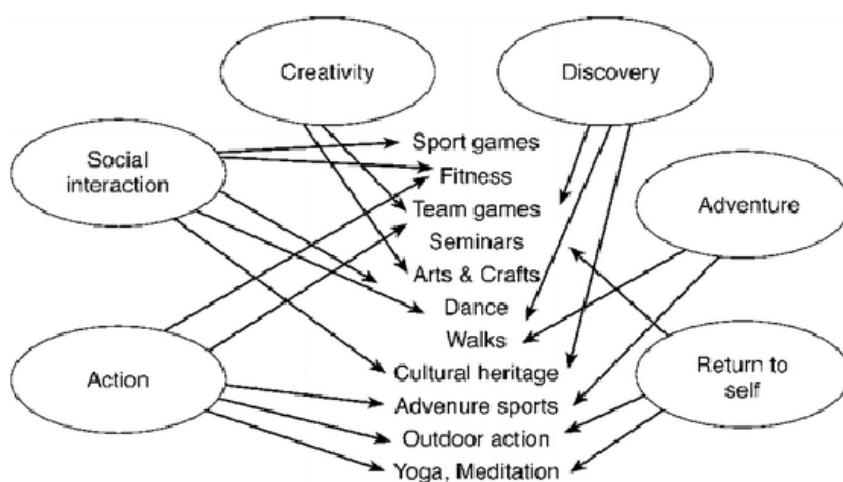 Creativity
Discovery
Sport games
Social
interaction
Fitness
Team games
Adventure
Seminars
Arts & Crafts
Dance
Walks
Cultural heritage
Return to
self
Action
Advenure sports
Outdoor action
Yoga, Meditation